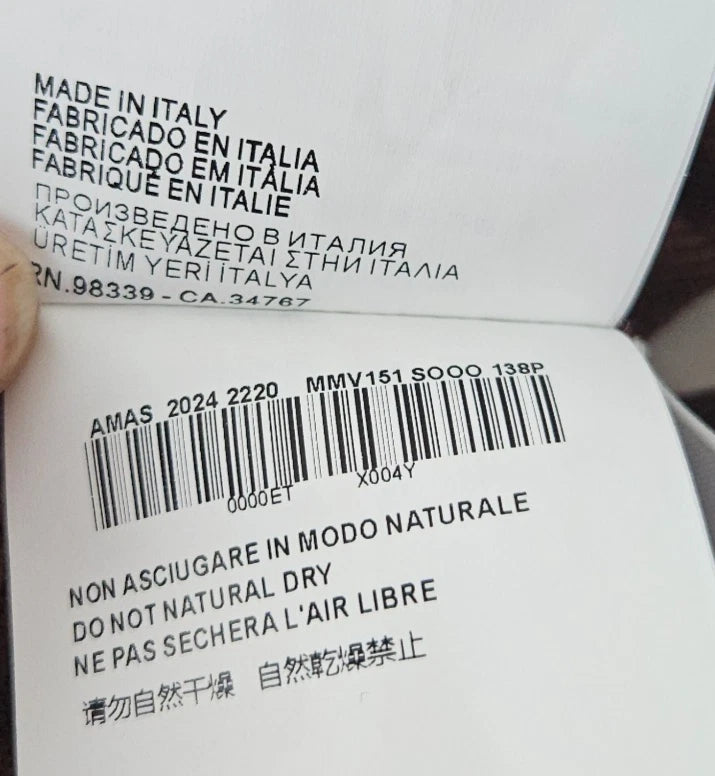 MADE IN ITALY
FABRICADO EN ITALIA
FABRICADO EM ITÀLIA
FABRIQUÉ EN ITALIE
ПРОИЗВЕДЕНО В ИТАЛИЯ
ΚΑΤΑΣΚΕΥΑΖΕΤΑΙ ΣΤΗΝ ΙΤΑΛΙΑ
ÜRETİM YERİ İTALYA
RN.98339 - CA.34767
AMAS 2024 2220 MMV151 SOOO 138P
0000ET X004Y
NON ASCIUGARE IN MODO NATURALE
DO NOT NATURAL DRY
NE PAS SECHERA L'AIR LIBRE
请勿自然干燥 自然乾燥禁止